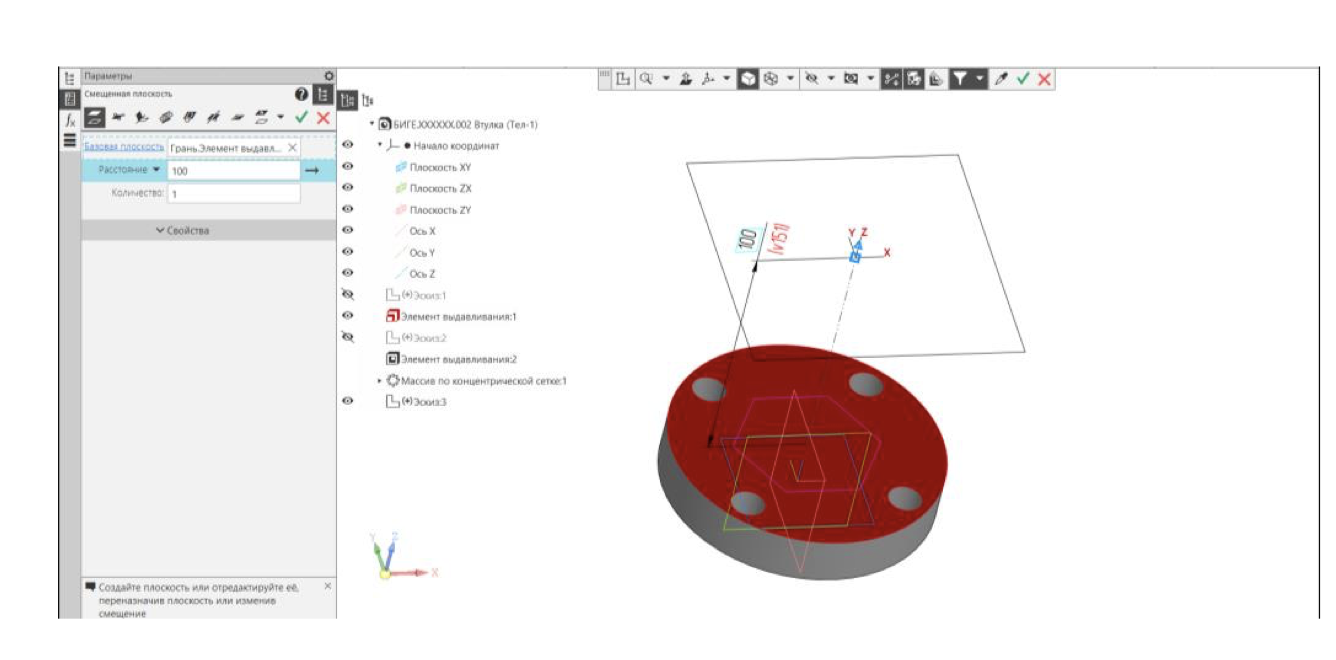 Параметры
Смещенная плоскость
Базовая плоскость
Грань.Элемент выдавл...
Расстояние
100
Количество:
1
Свойства
БИГЕ.XXXXXX.002 Втулка (Тел-1)
Начало координат
Плоскость XY
Плоскость ZX
Плоскость ZY
Ось X
Ось Y
Ось Z
(+)Эскиз:1
Элемент выдавливания:1
(+)Эскиз:2
Элемент выдавливания:2
Массив по концентрической сетке:1
(+)Эскиз:3
100
(v151)
Y Z
X
Y Z
X
Создайте плоскость или отредактируйте её,
переназначив плоскость или изменив
смещение